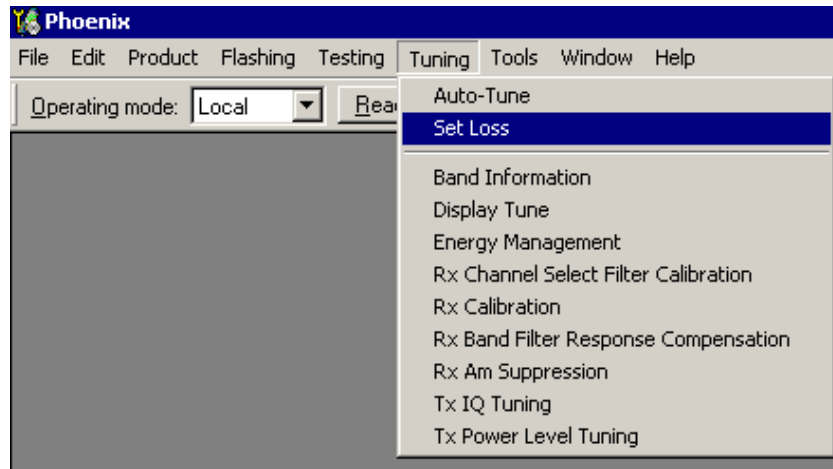 Phoenix
File Edit Product Flashing Testing Tuning Tools Window Help
Operating mode: Local
Auto-Tune
Set Loss
Band Information
Display Tune
Energy Management
Rx Channel Select Filter Calibration
Rx Calibration
Rx Band Filter Response Compensation
Rx Am Suppression
Tx IQ Tuning
Tx Power Level Tuning